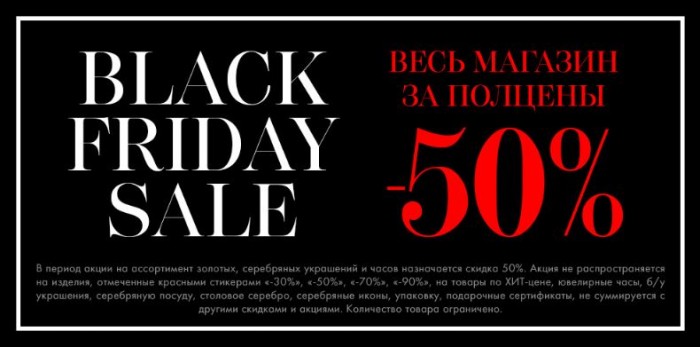 BLACK
FRIDAY
SALE
ВЕСЬ МАГАЗИН
ЗА ПОЛЦЕНЫ
-50%
В период акции на ассортимент золотых, серебряных украшений и часов назначается скидка 50%. Акция не распространяется
на изделия, отмеченные красными стикерами «-30%», «-50%», «-70%», «-90%», на товары по ХИТ-цене, ювелирные часы, б/у
украшения, серебряную посуду, столовое серебро, серебряные иконы, упаковку, подарочные сертификаты, не суммируется с
другими скидками и акциями. Количество товара ограничено.